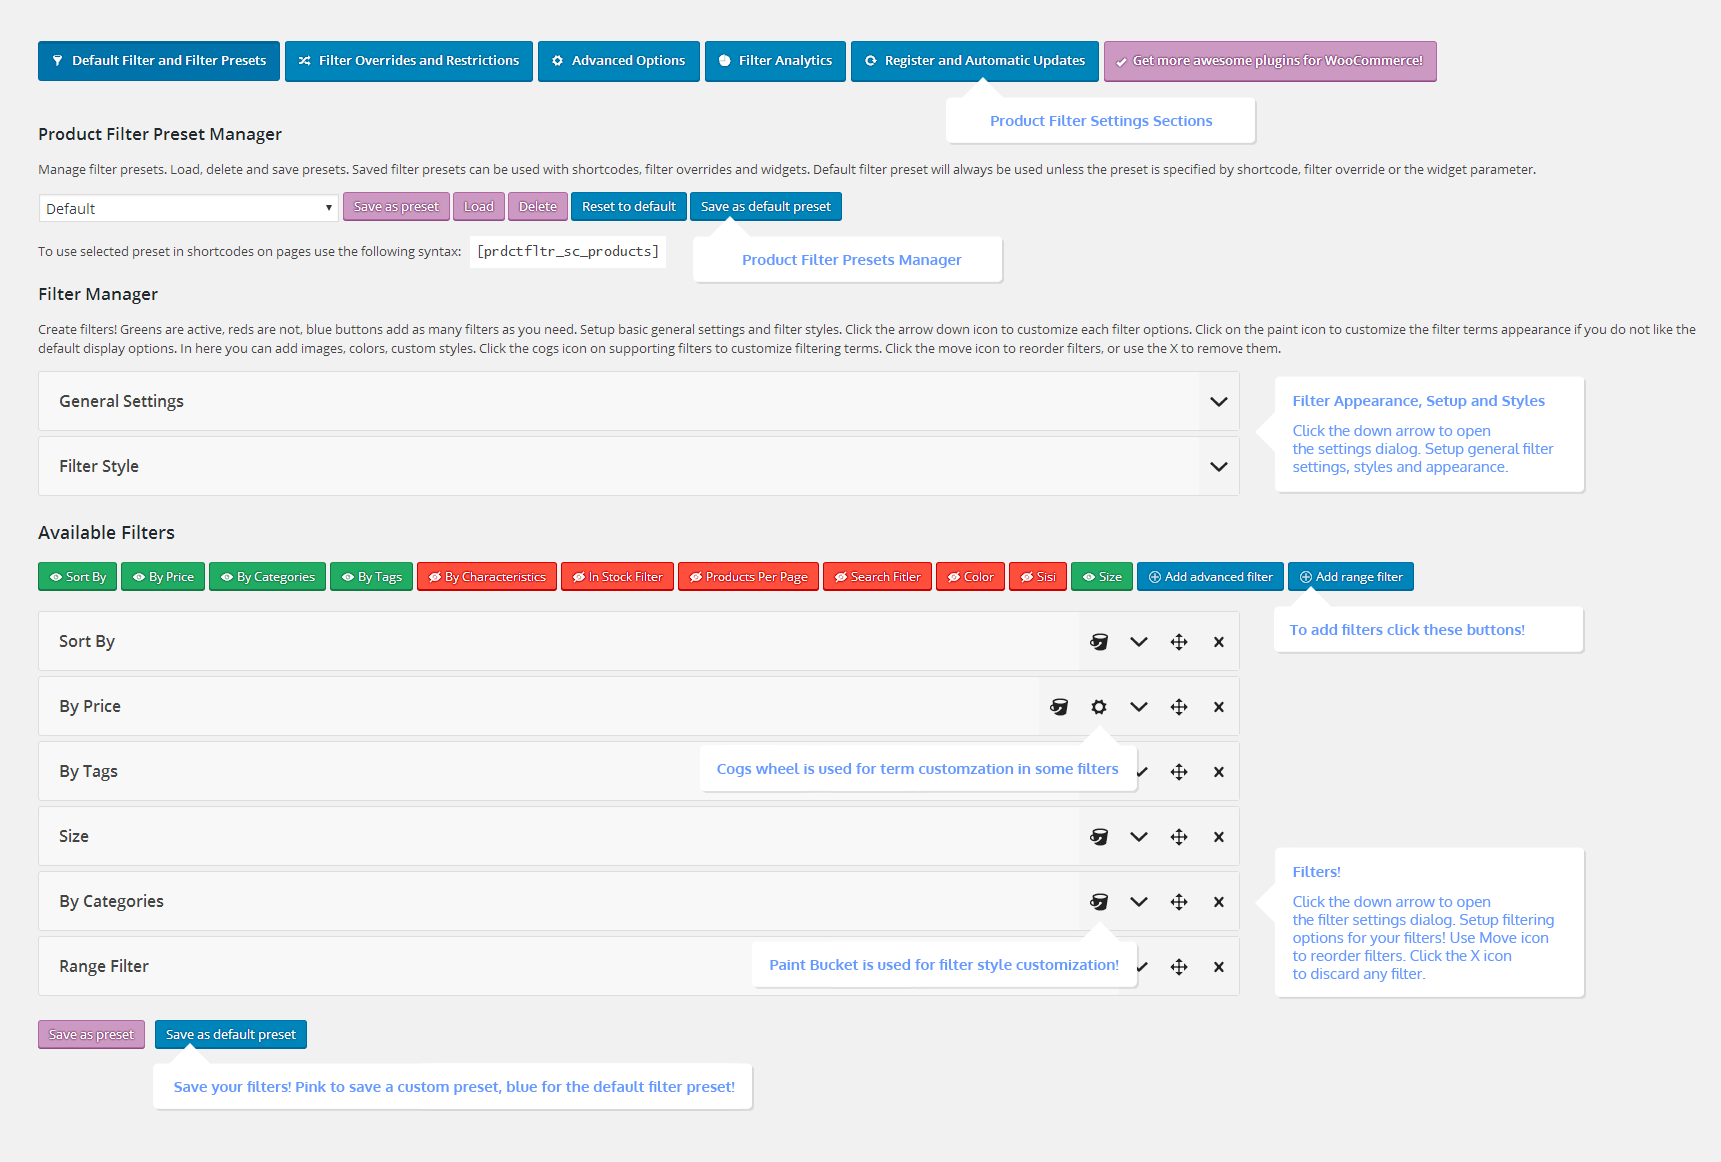 Default Filter and Filter Presets
Filter Overrides and Restrictions
Advanced Options
Filter Analytics
Register and Automatic Updates
Get more awesome plugins for WooCommerce!
Product Filter Settings Sections
Product Filter Preset Manager
Manage filter presets. Load, delete and save presets. Saved filter presets can be used with shortcodes, filter overrides and widgets. Default filter preset will always be used unless the preset is specified by shortcode, filter override or the widget parameter.
Default
Save as preset
Load
Delete
Reset to default
Save as default preset
To use selected preset in shortcodes on pages use the following syntax: [prdctfltr_sc_products]
Product Filter Presets Manager
Filter Manager
Create filters! Greens are active, reds are not, blue buttons add as many filters as you need. Setup basic general settings and filter styles. Click the arrow down icon to customize each filter options. Click on the paint icon to customize the filter terms appearance if you do not like the
default display options. In here you can add images, colors, custom styles. Click the cogs icon on supporting filters to customize filtering terms. Click the move icon to reorder filters, or use the X to remove them.
General Settings
Filter Style
Filter Appearance, Setup and Styles
Click the down arrow to open
the settings dialog. Setup general filter
settings, styles and appearance.
Available Filters
Sort By
By Price
By Categories
By Tags
By Characteristics
In Stock Filter
Products Per Page
Search Fitler
Color
Sisi
Size
Add advanced filter
Add range filter
To add filters click these buttons!
Sort By
By Price
Cogs wheel is used for term customzation in some filters
By Tags
Size
By Categories
Paint Bucket is used for filter style customization!
Range Filter
Filters!
Click the down arrow to open
the filter settings dialog. Setup filtering
options for your filters! Use Move icon
to reorder filters. Click the X icon
to discard any filter.
Save as preset
Save as default preset
Save your filters! Pink to save a custom preset, blue for the default filter preset!